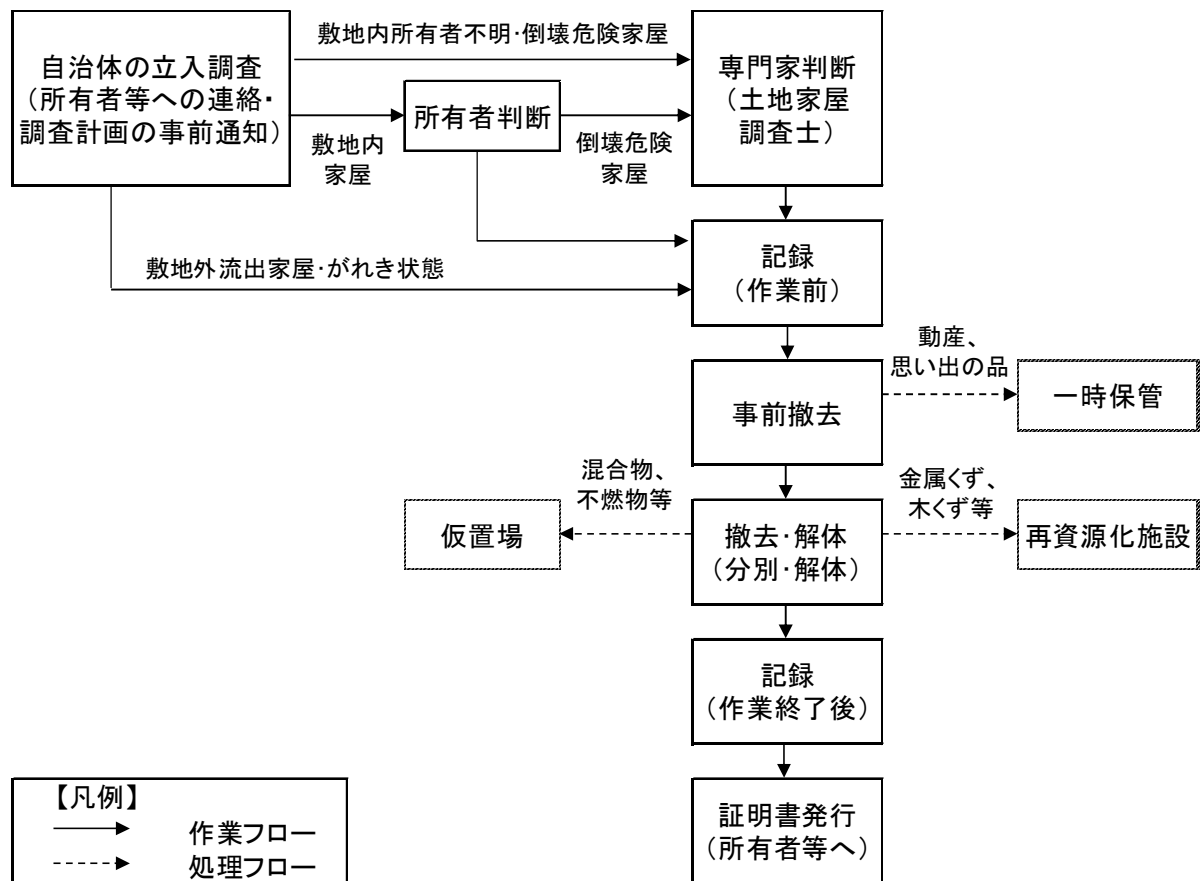 敷地内所有者不明･倒壊危険家屋
自治体の立入調査
（所有者等への連絡・
調査計画の事前通知）
専門家判断
（土地家屋
調査士）
所有者判断
敷地内
家屋
倒壊危険
家屋
記録
（作業前）
敷地外流出家屋･がれき状態
動産、
思い出の品
一時保管
事前撤去
混合物、
不燃物等
金属くず、
木くず等
仮置場
撤去･解体
（分別･解体）
再資源化施設
記録
（作業終了後）
証明書発行
（所有者等へ）
【凡例】
作業フロー
処理フロー